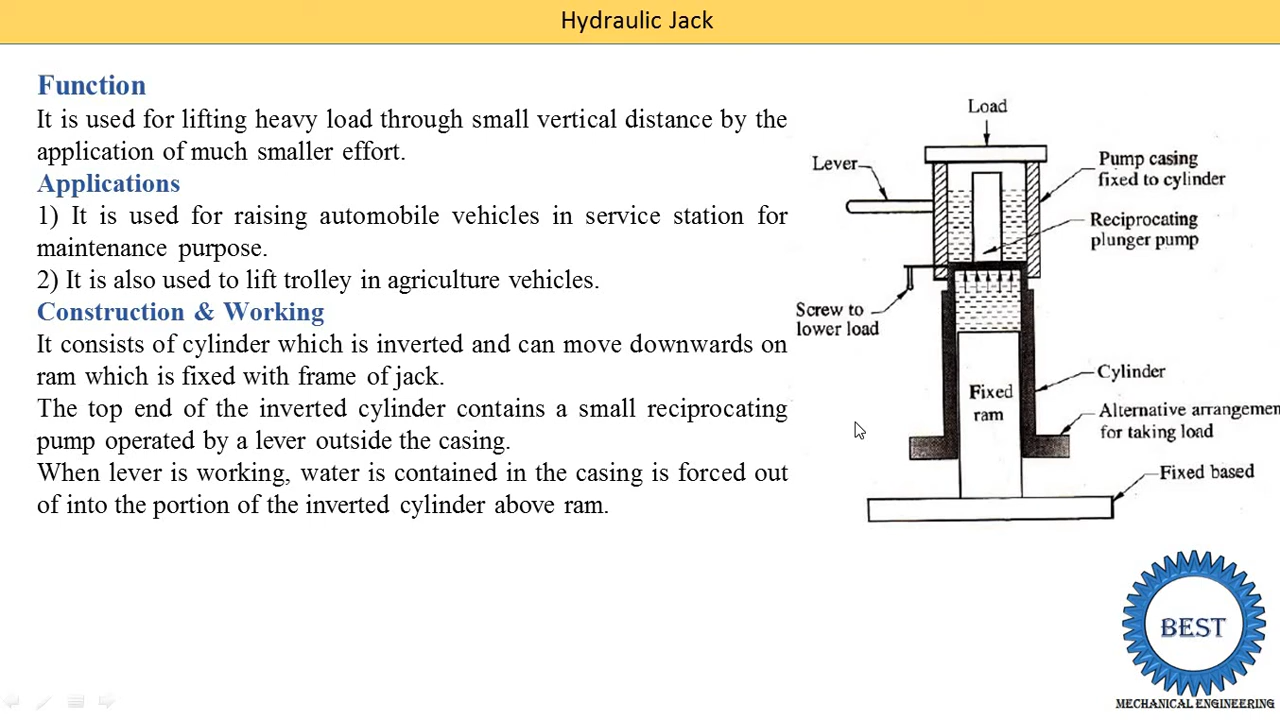 Hydraulic Jack
Function
It is used for lifting heavy load through small vertical distance by the
application of much smaller effort.
Applications
1) It is used for raising automobile vehicles in service station for
maintenance purpose.
2) It is also used to lift trolley in agriculture vehicles.
Construction & Working
It consists of cylinder which is inverted and can move downwards on
ram which is fixed with frame of jack.
The top end of the inverted cylinder contains a small reciprocating
pump operated by a lever outside the casing.
When lever is working, water is contained in the casing is forced out
of into the portion of the inverted cylinder above ram.
Load
Lever
Pump casing
fixed to cylinder
Reciprocating
plunger pump
Screw to
lower load
Cylinder
Fixed
ram
Alternative arrangemen
for taking load
Fixed based
BEST
MECHANICAL ENGINEERING